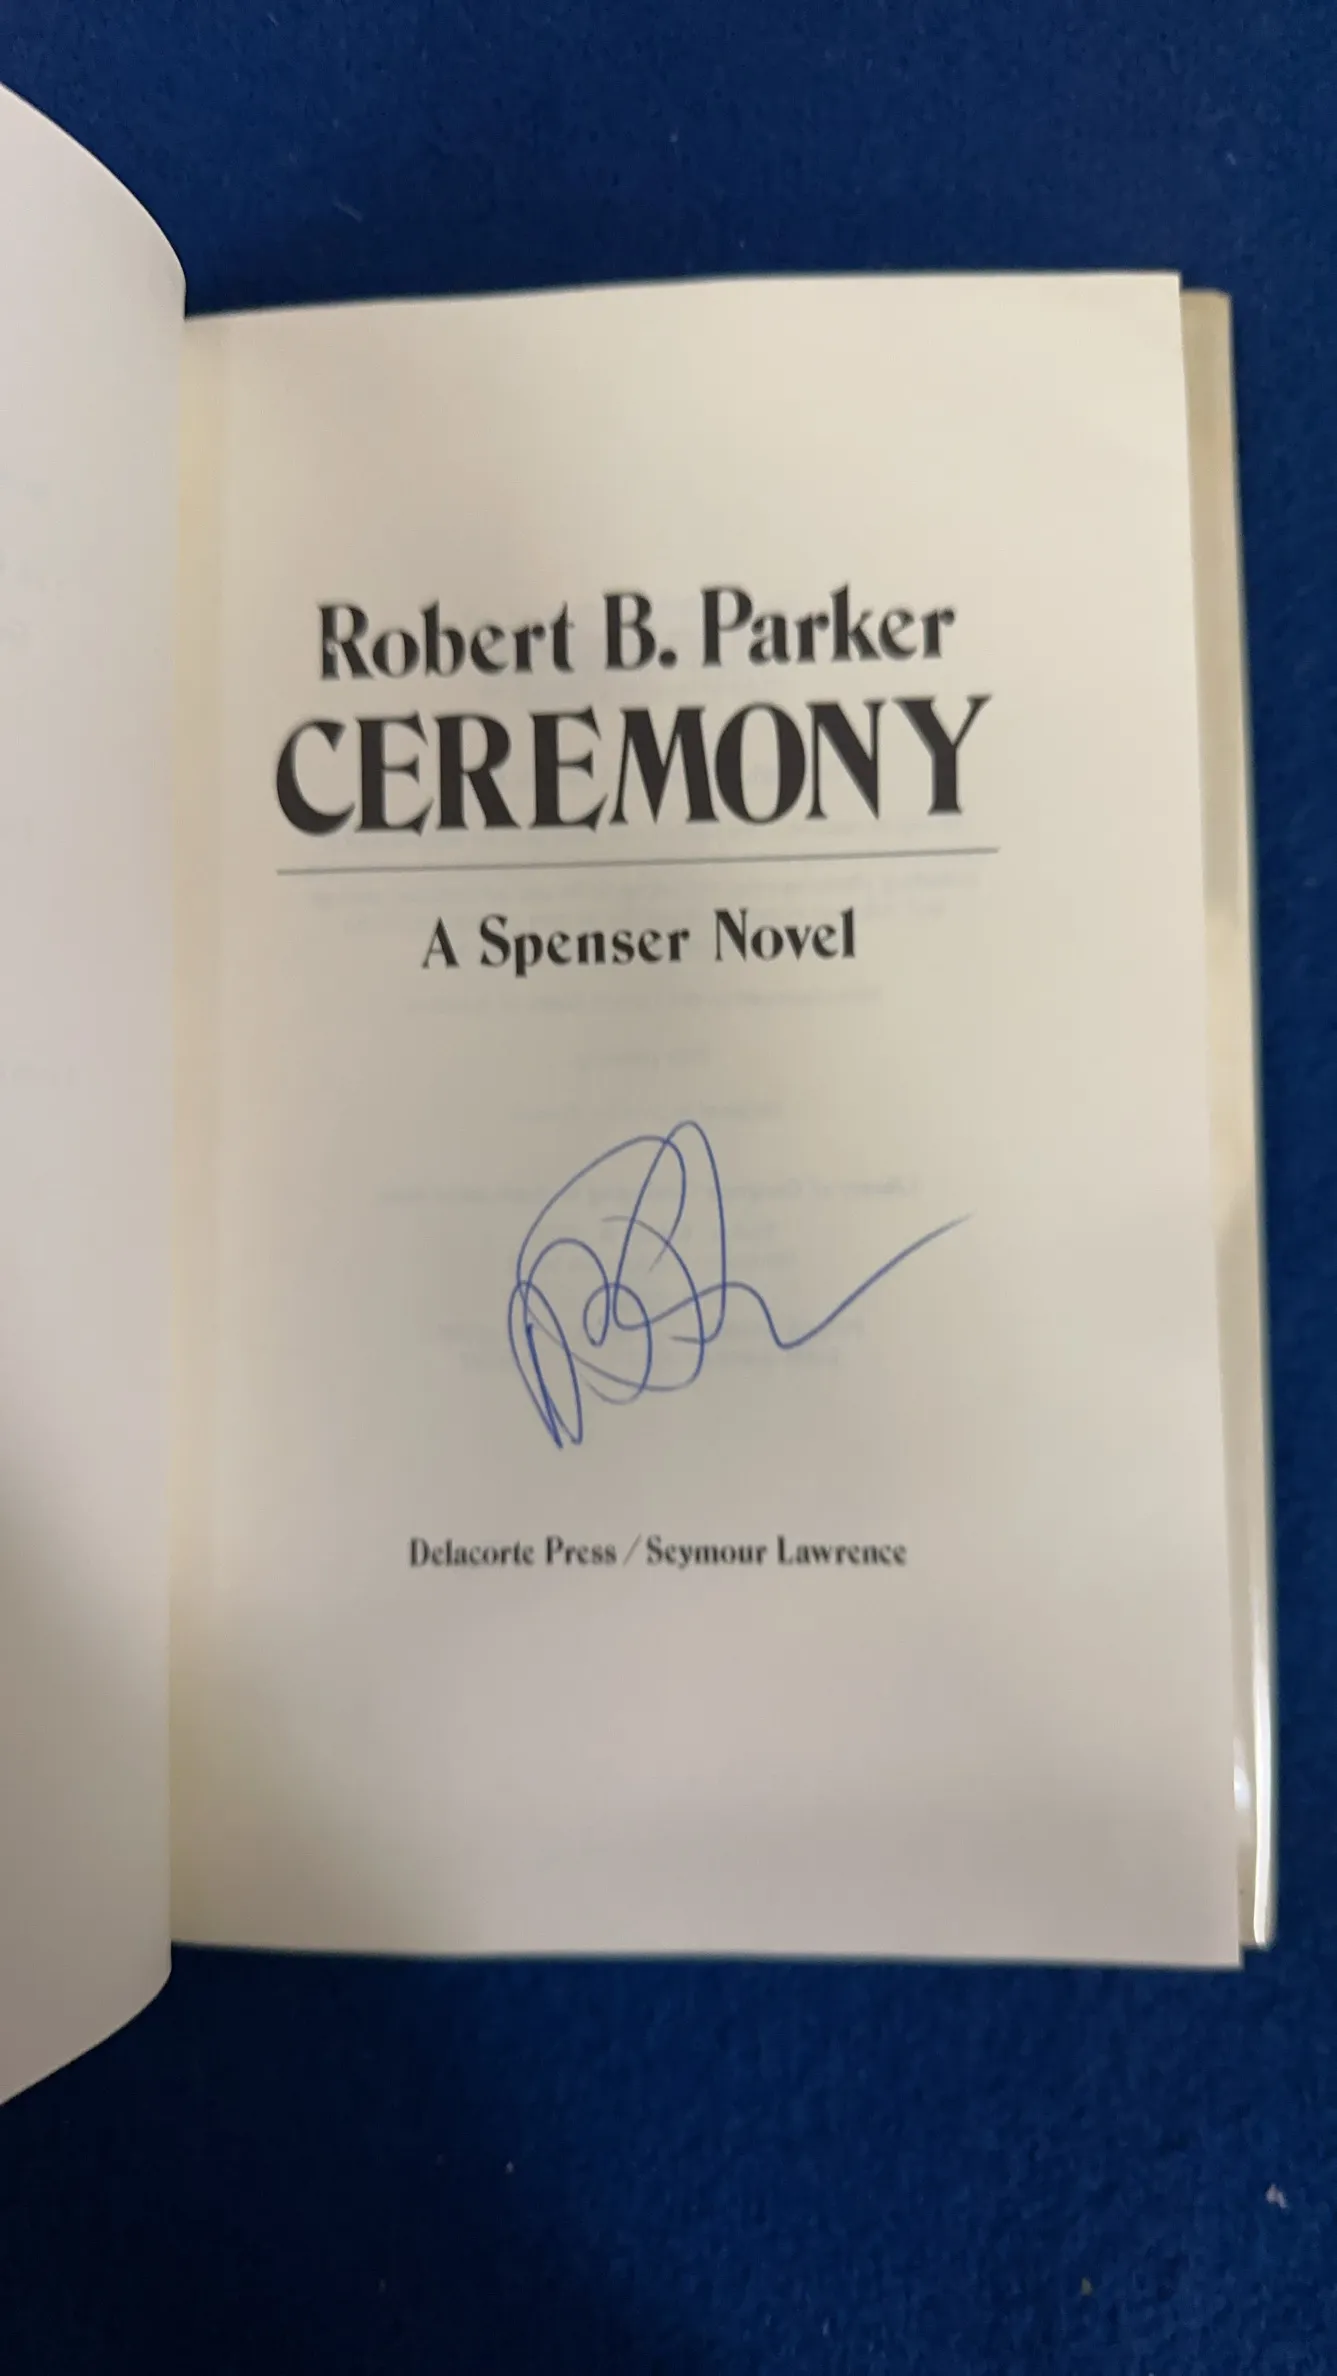 Robert B. Parker
CEREMONY
A Spenser Novel
Delacorte Press / Seymour Lawrence